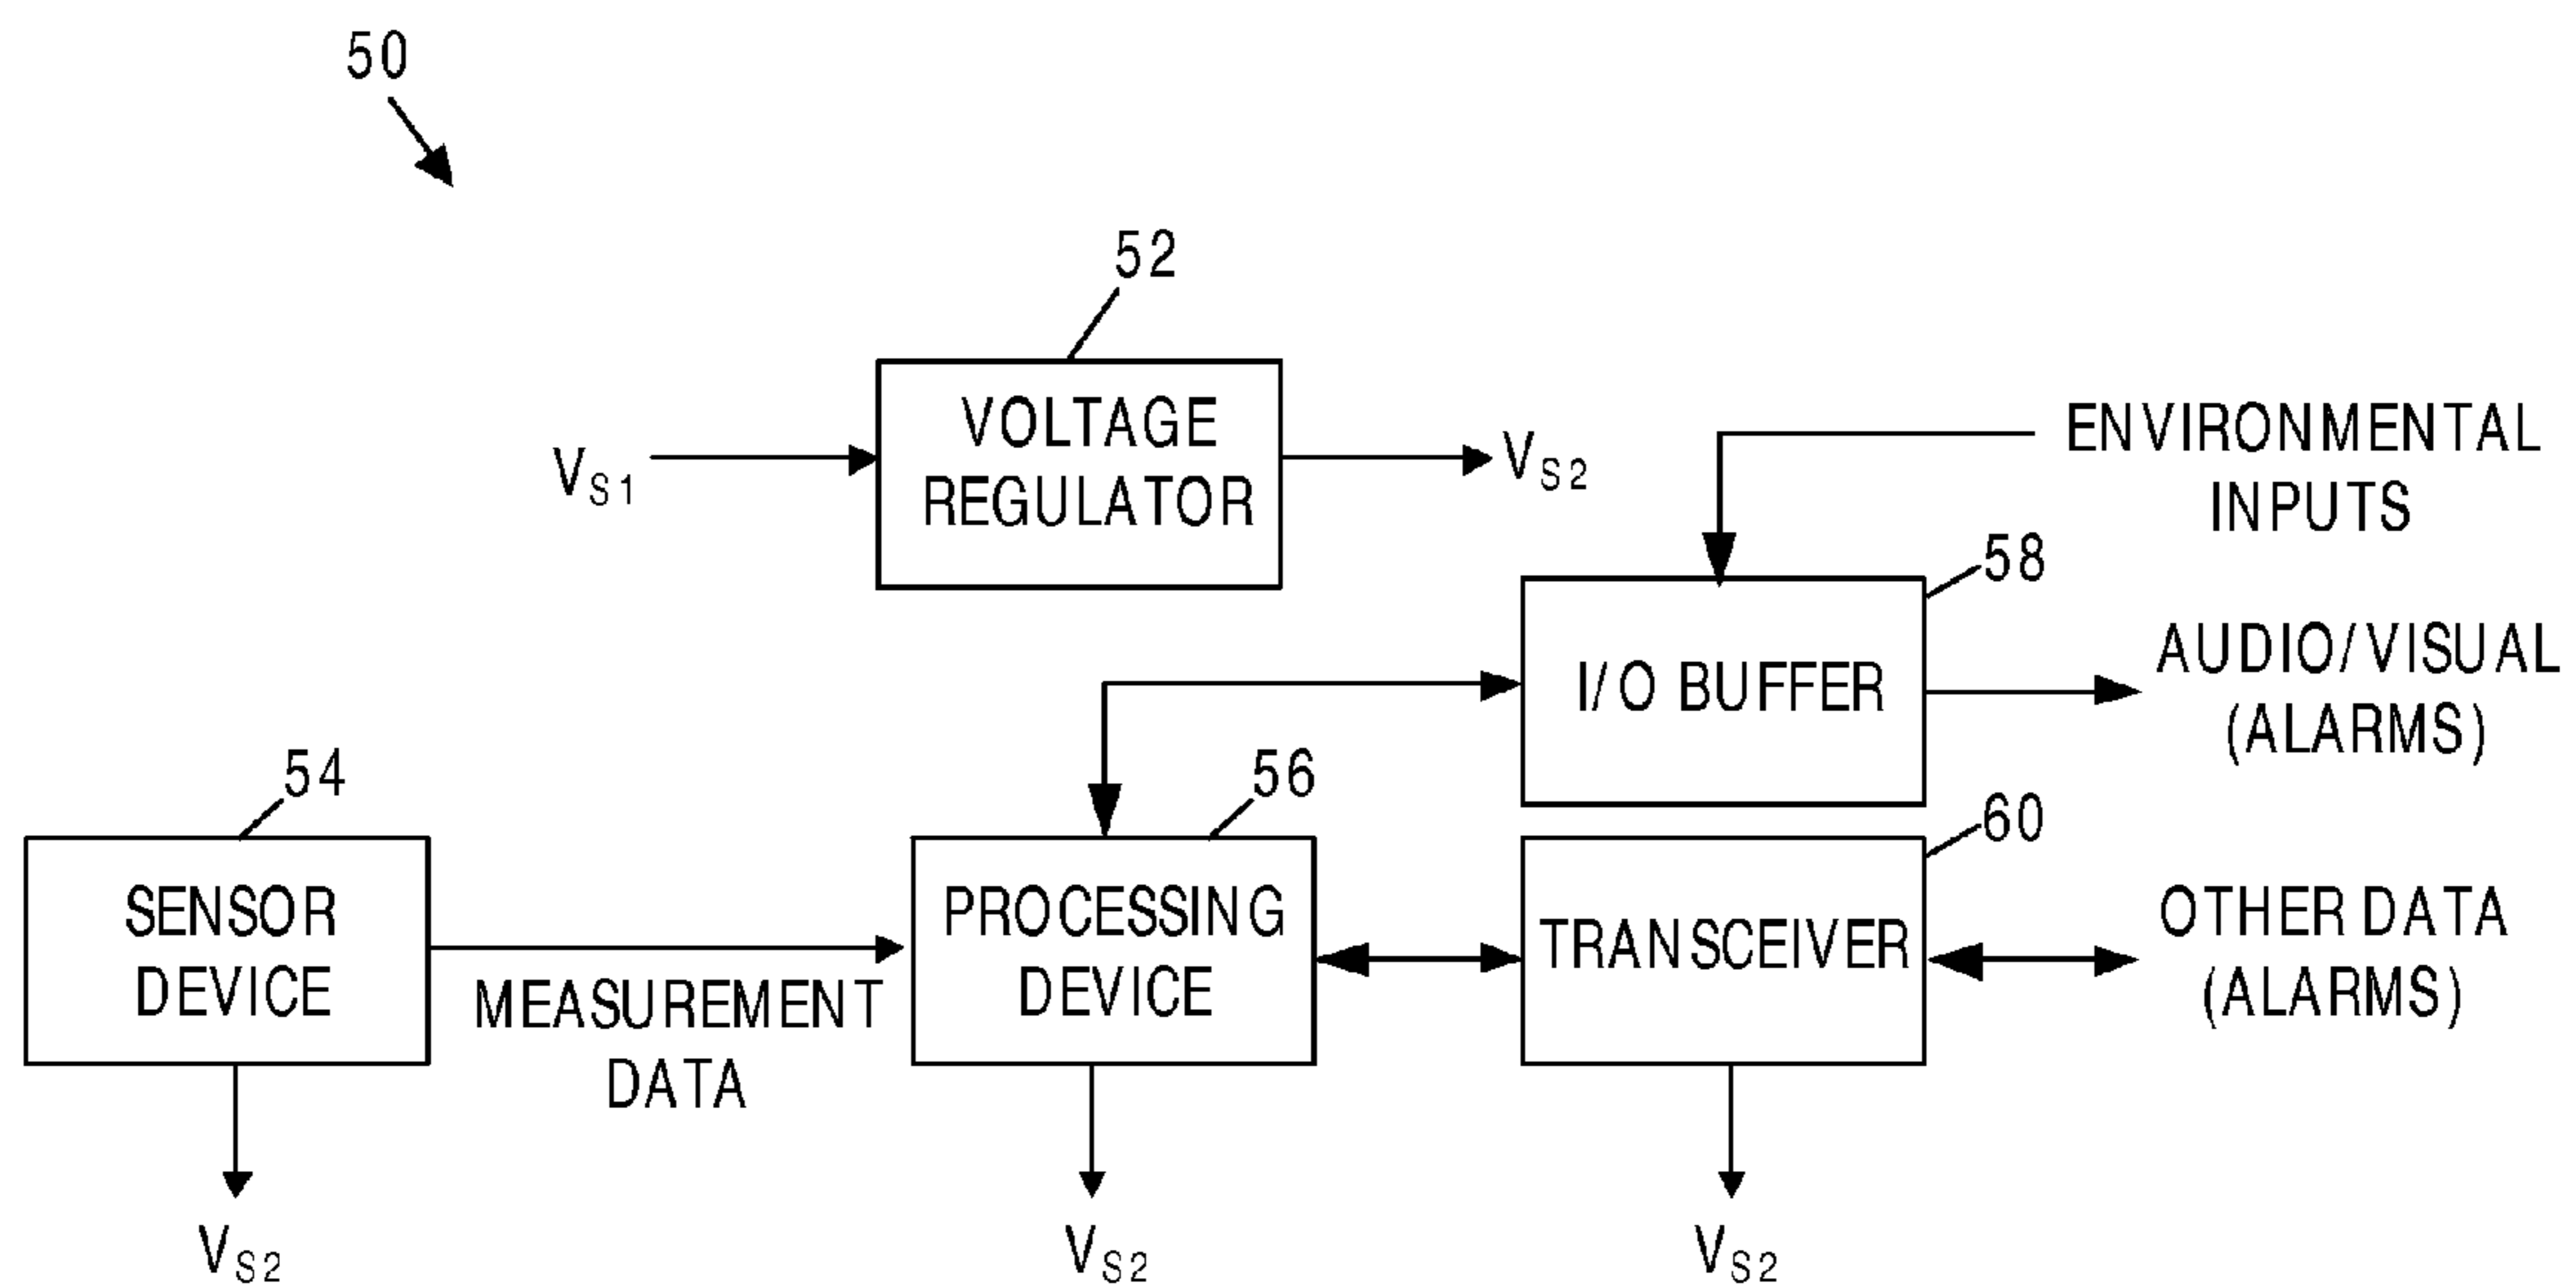 50
52
VOLTAGE
REGULATOR
VS1
VS2
ENVIRONMENTAL
INPUTS
58
I/O BUFFER
AUDIO/VISUAL
(ALARMS)
54
SENSOR
DEVICE
MEASUREMENT
DATA
56
PROCESSING
DEVICE
60
TRANSCEIVER
OTHER DATA
(ALARMS)
VS2
VS2
VS2